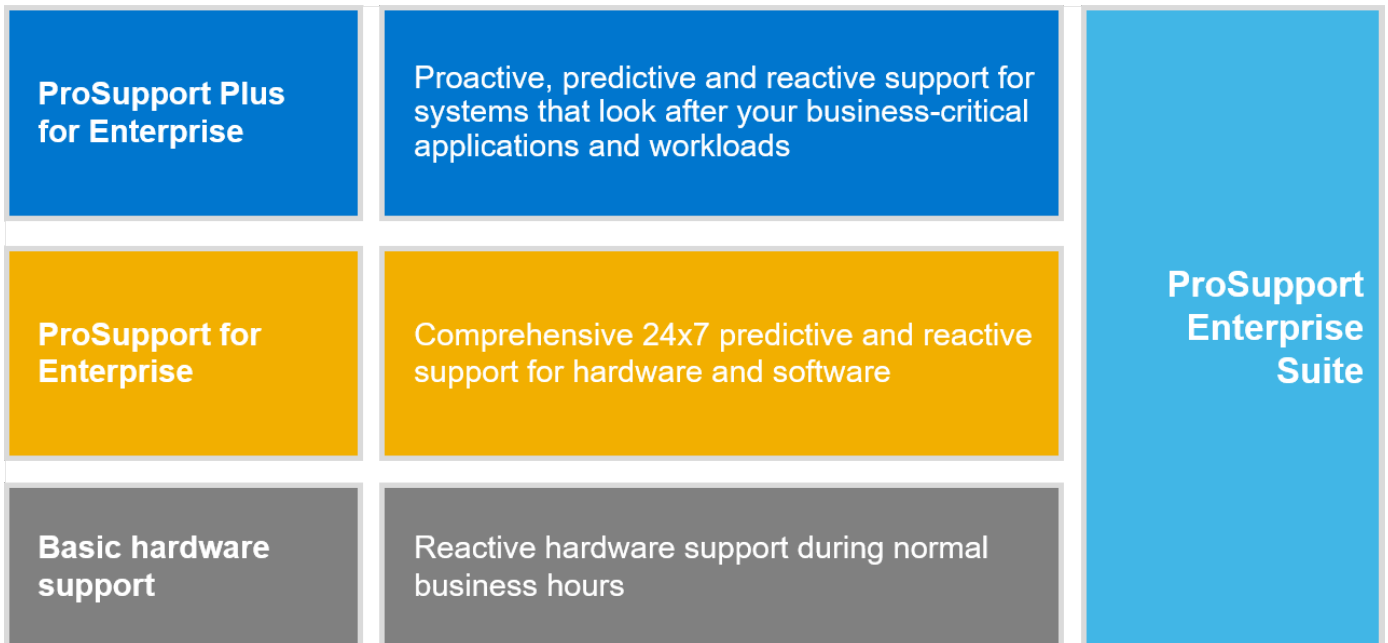 ProSupport Plus
for Enterprise
Proactive, predictive and reactive support for
systems that look after your business-critical
applications and workloads
ProSupport for
Enterprise
Comprehensive 24x7 predictive and reactive
support for hardware and software
Basic hardware
support
Reactive hardware support during normal
business hours
ProSupport
Enterprise
Suite